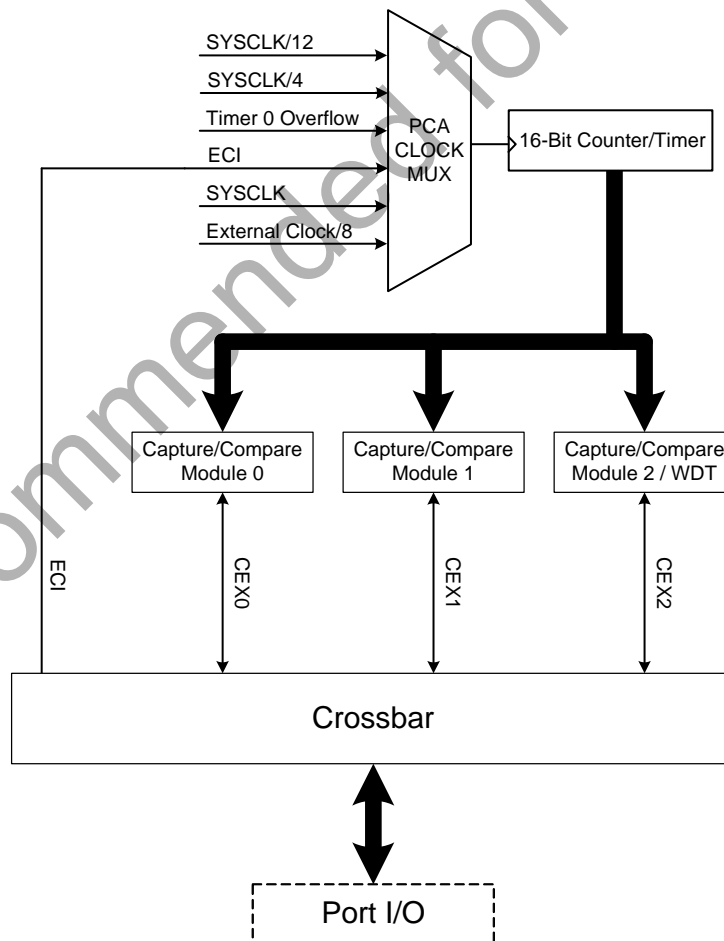 SYSCLK/12
SYSCLK/4
Timer 0 Overflow
ECI
SYSCLK
External Clock/8
PCA
CLOCK
MUX
16-Bit Counter/Timer
Capture/Compare
Module 0
Capture/Compare
Module 1
Capture/Compare
Module 2 / WDT
ECI
CEX0
CEX1
CEX2
Crossbar
Port I/O
ommended for